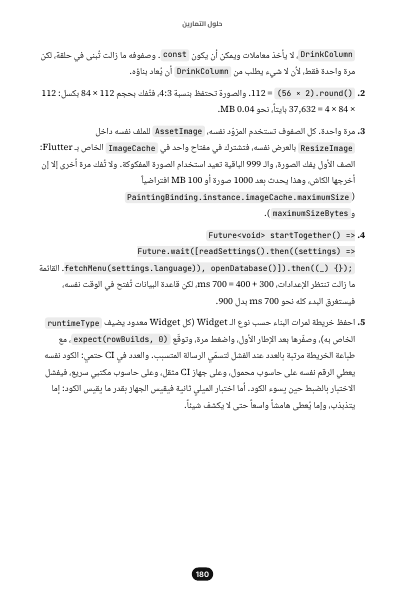 حلول التمارين
DrinkColumn، لا يأخذ معاملات ويمكن أن يكون const. وصفوفه ما زالت تُبنى في حلقة، لكن
مرة واحدة فقط، لأن لا شيء يطلب من DrinkColumn أن يُعاد بناؤه.
2. (56 × 2).round() = 112. والصورة تحتفظ بنسبة 4:3، فتُفك بحجم 112 × 84 بكسل: 112
× 84 × 4 = 37,632 بايتاً، نحو 0.04 MB.
3. مرة واحدة. كل الصفوف تستخدم المزوّد نفسه، AssetImage للملف نفسه داخل
ResizeImage بالعرض نفسه، فتشترك في مفتاح واحد في ImageCache الخاص بـ Flutter:
الصف الأول يفك الصورة، والـ 999 الباقية تعيد استخدام الصورة المفكوكة. ولا تُفك مرة أخرى إلا إن
أخرجها الكاش، وهذا يحدث بعد 1000 صورة أو 100 MB افتراضياً
(PaintingBinding.instance.imageCache.maximumSize
و maximumSizeBytes).
4. Future<void> startTogether() =>
Future.wait([readSettings().then((settings) =>
fetchMenu(settings.language)), openDatabase()]).then((_) {});. القائمة
ما زالت تنتظر الإعدادات، 300 + 400 = 700 ms، لكن قاعدة البيانات تُفتح في الوقت نفسه،
فيستغرق البدء كله نحو 700 ms بدل 900.
5. احفظ خريطة لمرات البناء حسب نوع الـ Widget (كل Widget معدود يضيف runtimeType
الخاص به)، وصفّرها بعد الإطار الأول، واضغط مرة، وتوقّع expect(rowBuilds, 0)، مع
طباعة الخريطة مرتبة بالعدد عند الفشل لتسمّي الرسالة المتسبب. والعدد في CI حتمي: الكود نفسه
يعطي الرقم نفسه على حاسوب محمول، وعلى جهاز CI مثقل، وعلى حاسوب مكتبي سريع، فيفشل
الاختبار بالضبط حين يسوء الكود. أما اختبار الميلي ثانية فيقيس الجهاز بقدر ما يقيس الكود: إما
يتذبذب، وإما يُعطى هامشاً واسعاً حتى لا يكشف شيئاً.
180